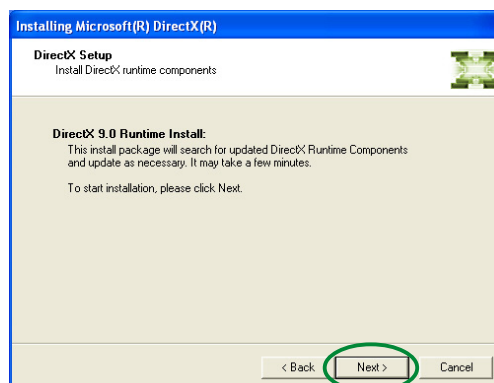 Installing Microsoft(R) DirectX(R)
DirectX Setup
Install DirectX runtime components
DirectX 9.0 Runtime Install:
This install package will search for updated DirectX Runtime Components
and update as necessary. It may take a few minutes.
To start installation, please click Next.
< Back
Next >
Cancel